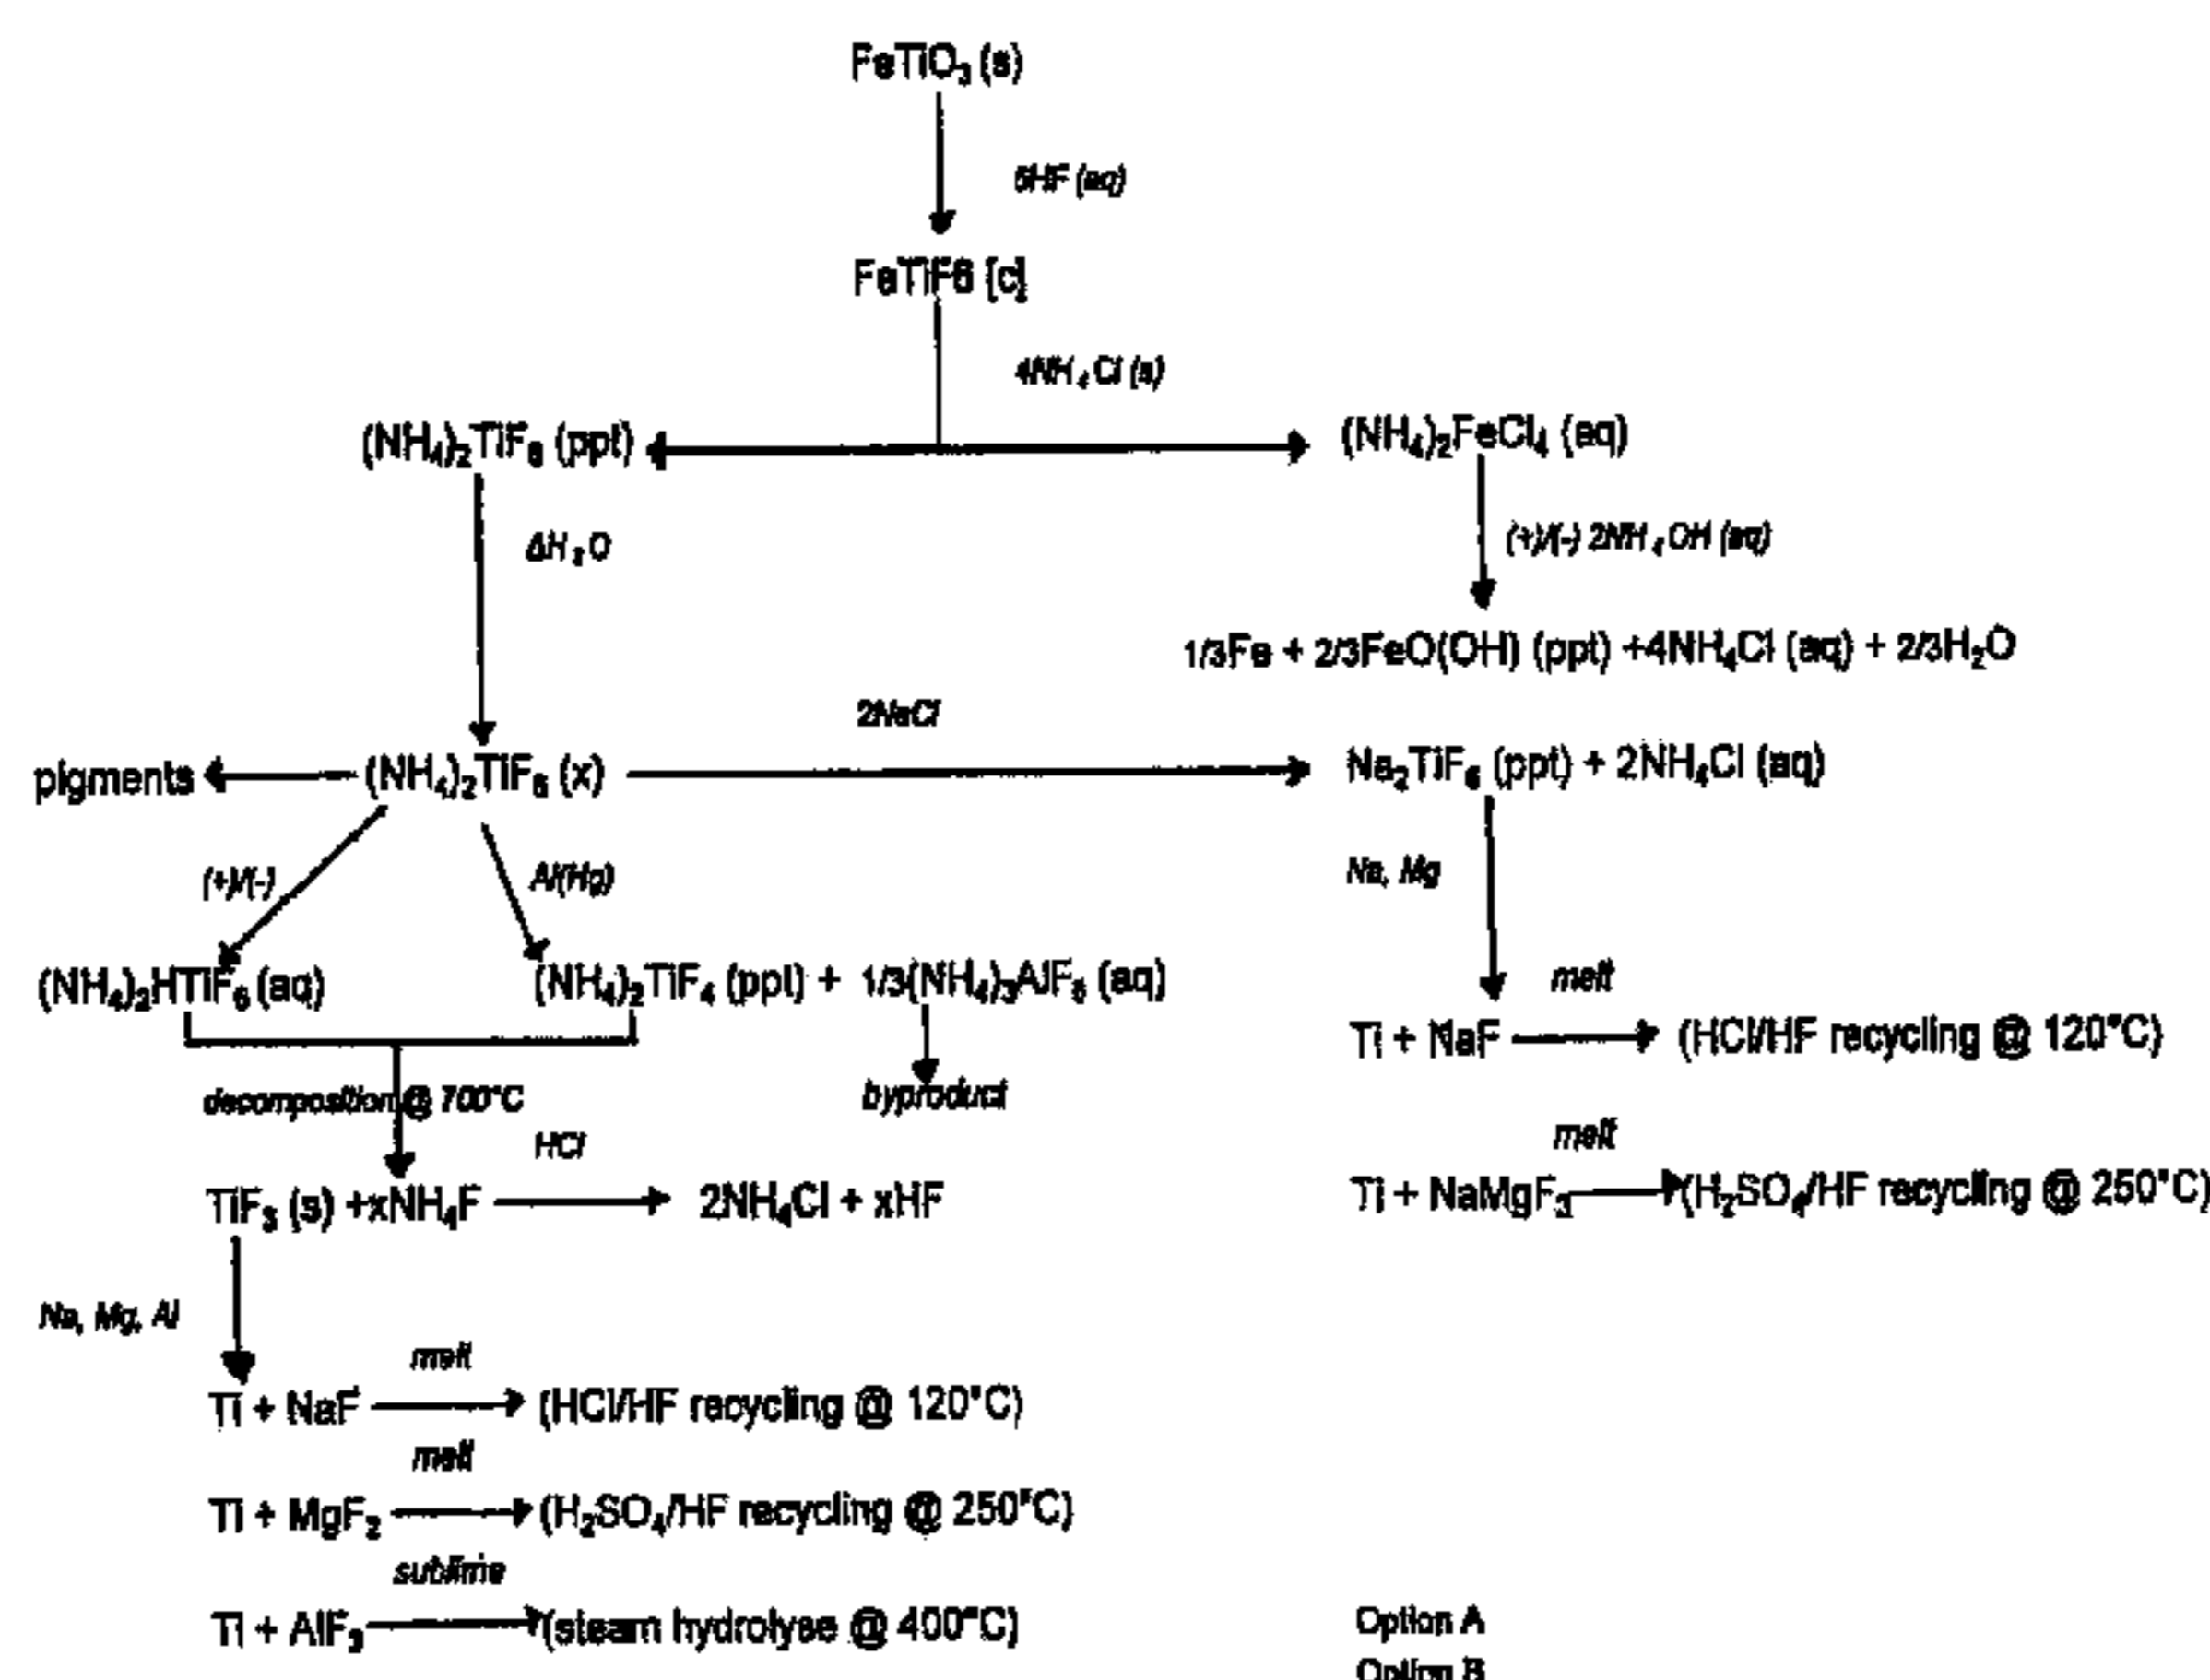 FeTiO₃ (s)
6HF (aq)
FeTiF6 [c]
4NH₄Cl (s)
(NH₄)₂TiF₆ (ppt)
(NH₄)₂FeCl₄ (aq)
ΔH₂O
(+)/(-) 2NH₄OH (aq)
1/3Fe + 2/3FeO(OH) (ppt) +4NH₄Cl (aq) + 2/3H₂O
2NaCl
pigments
(NH₄)₂TiF₆ (x)
Na₂TiF₆ (ppt) + 2NH₄Cl (aq)
(+)/(-)
Al(Hg)
Na, Mg
(NH₄)₂HTiF₆ (aq)
(NH₄)₂TiF₄ (ppt) + 1/3(NH₄)₃AlF₆ (aq)
melt
Ti + NaF
(HCl/HF recycling @ 120°C)
decomposition @ 700°C
byproduct
HCl
melt
TiF₃ (s) +xNH₄F
2NH₄Cl + xHF
Ti + NaMgF₃
(H₂SO₄/HF recycling @ 250°C)
Na, Mg, Al
melt
Ti + NaF
(HCl/HF recycling @ 120°C)
melt
Ti + MgF₂
(H₂SO₄/HF recycling @ 250°C)
sublime
Ti + AlF₃
(steam hydrolyse @ 400°C)
Option A
Option B